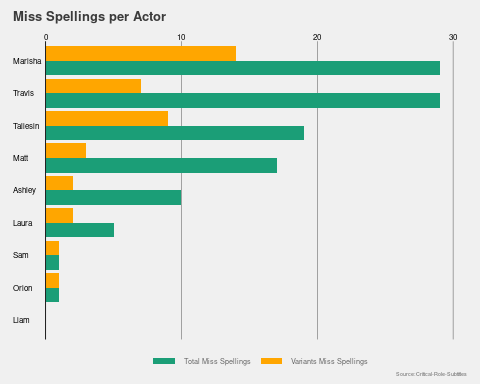 Miss Spellings per Actor
0 10 20 30
Marisha
Travis
Taliesin
Matt
Ashley
Laura
Sam
Orion
Liam
Total Miss Spellings Variants Miss Spellings
Source:Critical-Role-Subtitles